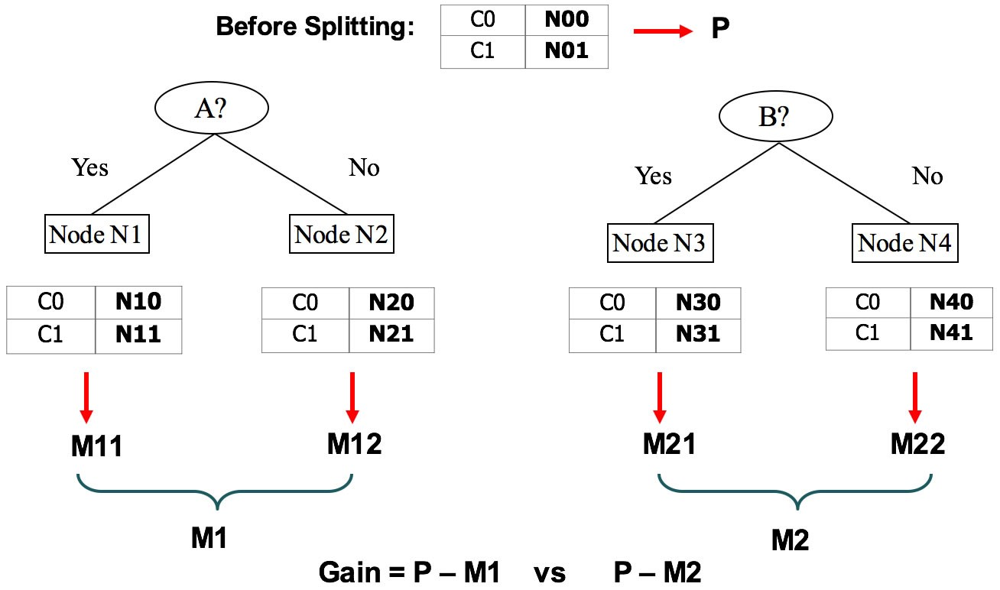 Before Splitting:
C0 N00
C1 N01
P
A?
Yes
No
Node N1
Node N2
C0 N10
C1 N11
C0 N20
C1 N21
M11
M12
M1
B?
Yes
No
Node N3
Node N4
C0 N30
C1 N31
C0 N40
C1 N41
M21
M22
M2
Gain = P – M1 vs P – M2